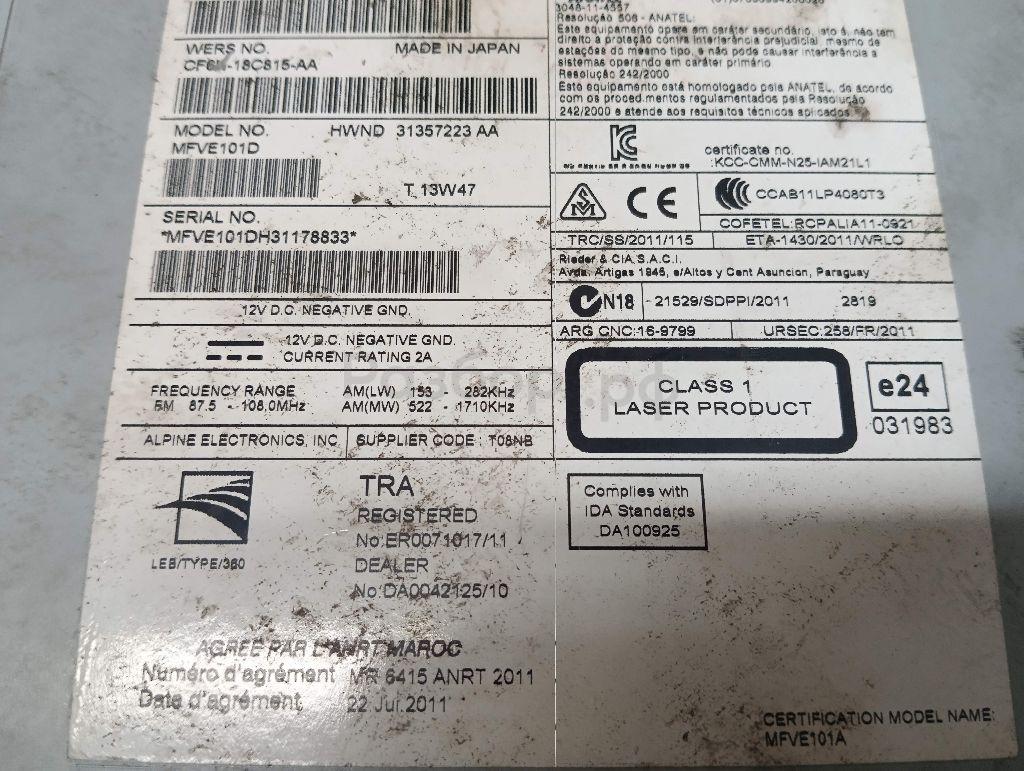 WERS NO. MADE IN JAPAN
-18C815-AA
MODEL NO. HWND 31357223 AA
MFVE101D
T 13W47
SERIAL NO.
*MFVE101DH31178833*
12V D.C. NEGATIVE GND.
12V D.C. NEGATIVE GND.
CURRENT RATING 2A
FREQUENCY RANGE AM(LW) 153 - 282KHz
FM 87.5 - 108.0MHz AM(MW) 522 - 1710KHz
ALPINE ELECTRONICS, INC. SUPPLIER CODE : T08NB
LEB/TYPE/360
TRA
REGISTERED
No:ER0071017/11
DEALER
No:DA0042125/10
AGREE PAR L'ANRT MAROC
Numéro d'agrément MR 6415 ANRT 2011
Date d'agrément 22 Jul.2011
3048-11-4557
Resolução 506 - ANATEL:
Este equipamento opera em caráter secundário, isto é, não tem
direito a proteção contra interferência prejudicial, mesmo de
estações do mesmo tipo, e não pode causar interferência a
sistemas operando em caráter primário.
Resolução 242/2000
Este equipamento está homologado pela ANATEL, de acordo
com os procedimentos regulamentados pela Resolução
242/2000 e atende aos requisitos técnicos aplicados
certificate no.
:KCC-CMM-N25-IAM21L1
CE
CCAB11LP4080T3
COFETEL:RCPALIA11-0921
TRC/SS/2011/115 ETA-1430/2011/WRLO
Rieder & CIA.S.A.C.I.
Avda. Artigas 1945, e/Altos y Cent Asuncion, Paraguay
N18 - 21529/SDPPI/2011 2819
ARG CNC:16-9799 URSEC:258/FR/2011
CLASS 1
LASER PRODUCT
e24
031983
Complies with
IDA Standards
DA100925
CERTIFICATION MODEL NAME:
MFVE101A
Разборг.рф